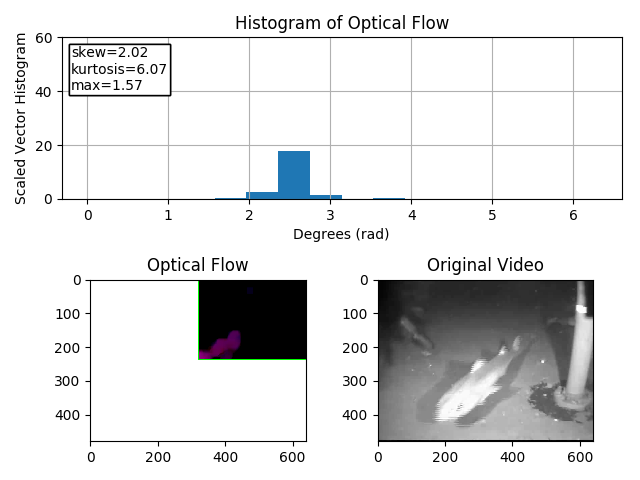 Histogram of Optical Flow
Scaled Vector Histogram
60
40
20
0
skew=2.02
kurtosis=6.07
max=1.57
0 1 2 3 4 5 6
Degrees (rad)
Optical Flow
0
100
200
300
400
0 200 400 600
Original Video
0
100
200
300
400
0 200 400 600